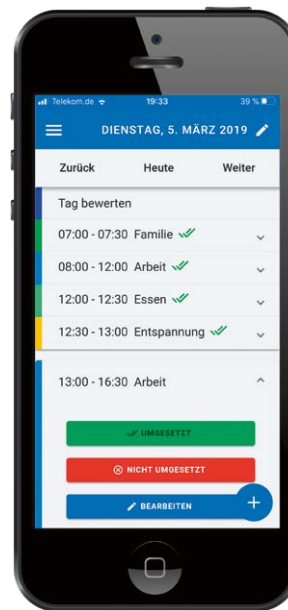 Telekom.de 19:33 39 %
DIENSTAG, 5. MÄRZ 2019
Zurück Heute Weiter
Tag bewerten
07:00 - 07:30 Familie
08:00 - 12:00 Arbeit
12:00 - 12:30 Essen
12:30 - 13:00 Entspannung
13:00 - 16:30 Arbeit
UMGESETZT
NICHT UMGESETZT
BEARBEITEN